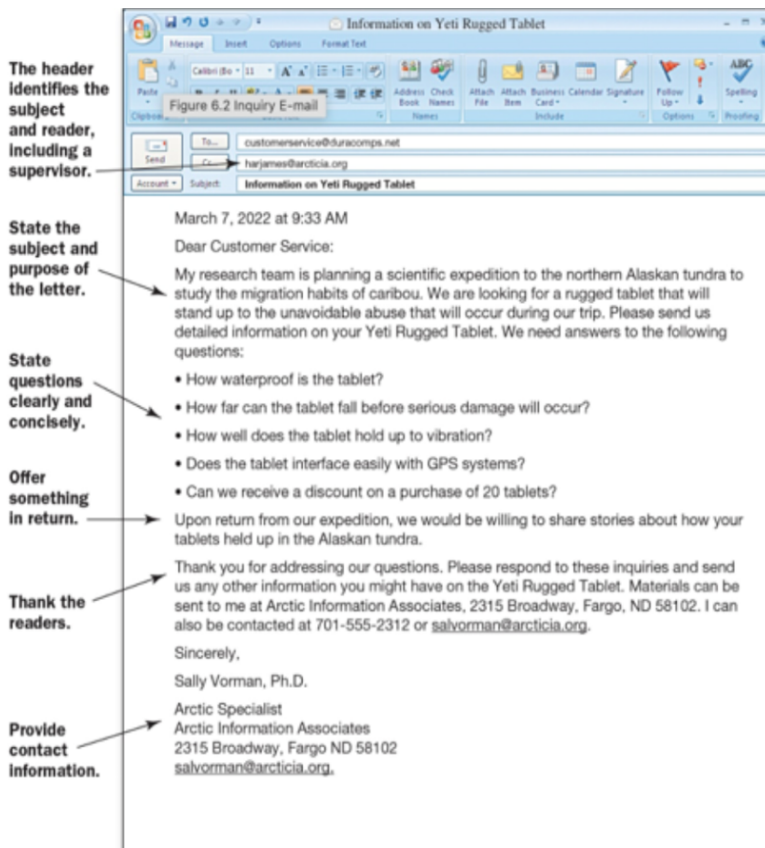 Information on Yeti Rugged Tablet
Message Insert Options Format Text
Calibri (Bo 11
Paste
Address Book
Check Names
Attach File
Attach Item
Business Card
Calendar
Signature
Follow Up
ABC
Spelling
Figure 6.2 Inquiry E-mail
Names Include Options Proofing
The header
identifies the
subject
and reader,
including a
supervisor.
Send
To... customerservice@duracomps.net
harjames@arcticia.org
Account Subject: Information on Yeti Rugged Tablet
March 7, 2022 at 9:33 AM
Dear Customer Service:
State the
subject and
purpose of
the letter.
My research team is planning a scientific expedition to the northern Alaskan tundra to
study the migration habits of caribou. We are looking for a rugged tablet that will
stand up to the unavoidable abuse that will occur during our trip. Please send us
detailed information on your Yeti Rugged Tablet. We need answers to the following
questions:
State
questions
clearly and
concisely.
• How waterproof is the tablet?
• How far can the tablet fall before serious damage will occur?
• How well does the tablet hold up to vibration?
• Does the tablet interface easily with GPS systems?
• Can we receive a discount on a purchase of 20 tablets?
Offer
something
in return.
Upon return from our expedition, we would be willing to share stories about how your
tablets held up in the Alaskan tundra.
Thank the
readers.
Thank you for addressing our questions. Please respond to these inquiries and send
us any other information you might have on the Yeti Rugged Tablet. Materials can be
sent to me at Arctic Information Associates, 2315 Broadway, Fargo, ND 58102. I can
also be contacted at 701-555-2312 or salvorman@arcticia.org.
Sincerely,
Sally Vorman, Ph.D.
Provide
contact
information.
Arctic Specialist
Arctic Information Associates
2315 Broadway, Fargo ND 58102
salvorman@arcticia.org.